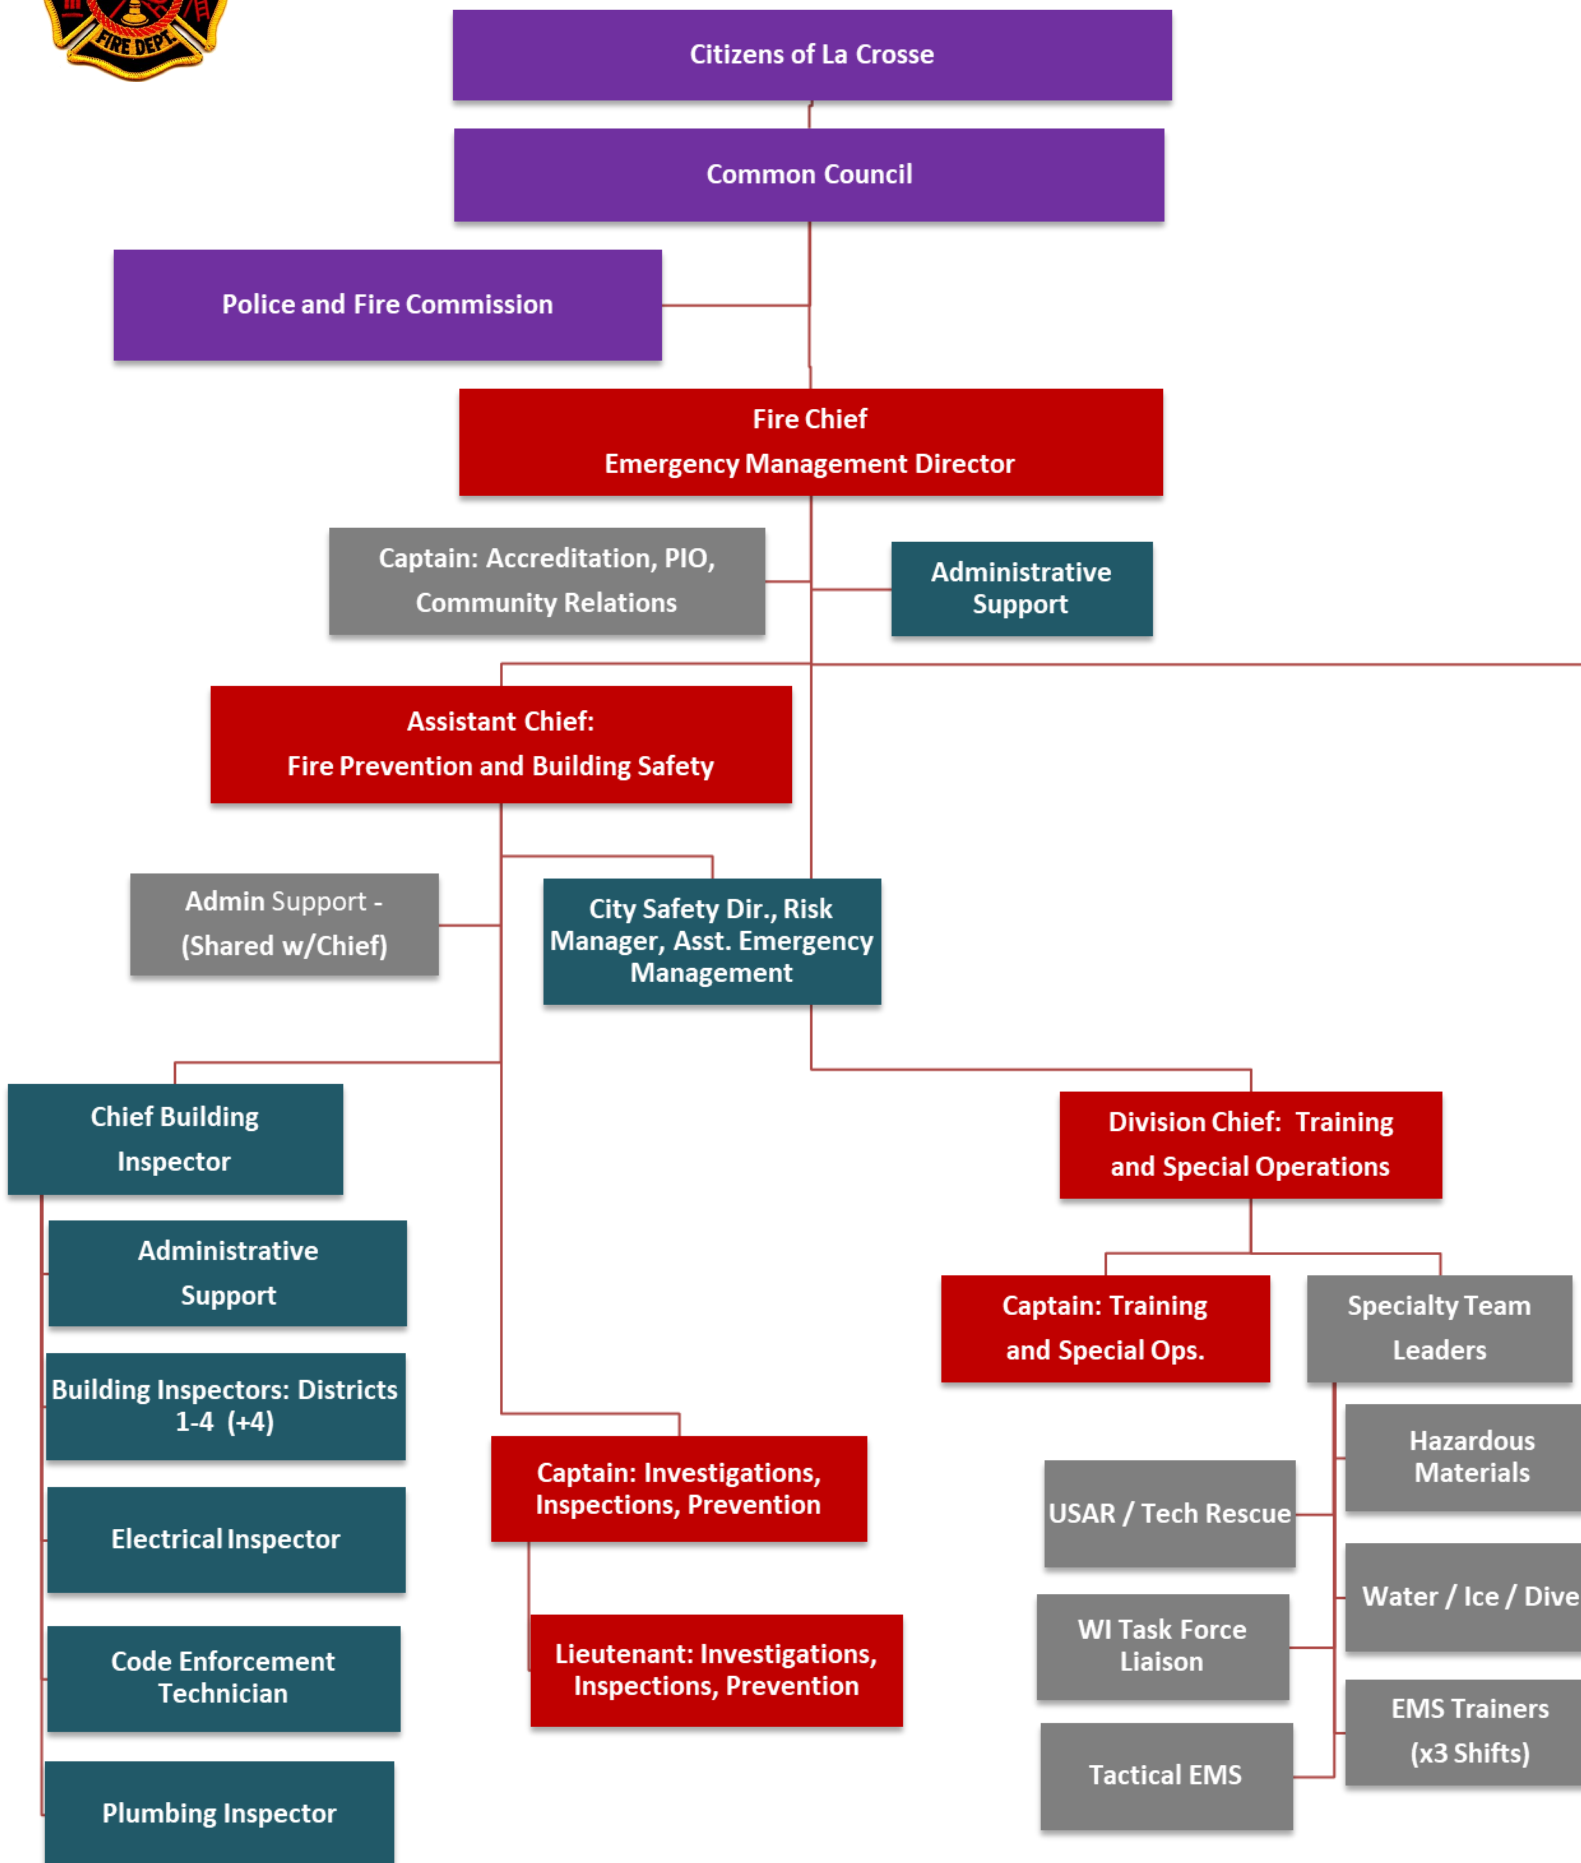 FIRE DEPT.
Citizens of La Crosse
Common Council
Police and Fire Commission
Fire Chief
Emergency Management Director
Captain: Accreditation, PIO,
Community Relations
Administrative
Support
Assistant Chief:
Fire Prevention and Building Safety
Admin Support -
(Shared w/Chief)
City Safety Dir., Risk
Manager, Asst. Emergency
Management
Chief Building
Inspector
Division Chief: Training
and Special Operations
Administrative
Support
Captain: Training
and Special Ops.
Specialty Team
Leaders
Building Inspectors: Districts
1-4 (+4)
Captain: Investigations,
Inspections, Prevention
Hazardous
Materials
USAR / Tech Rescue
Electrical Inspector
Water / Ice / Dive
WI Task Force
Liaison
Lieutenant: Investigations,
Inspections, Prevention
Code Enforcement
Technician
EMS Trainers
(x3 Shifts)
Tactical EMS
Plumbing Inspector